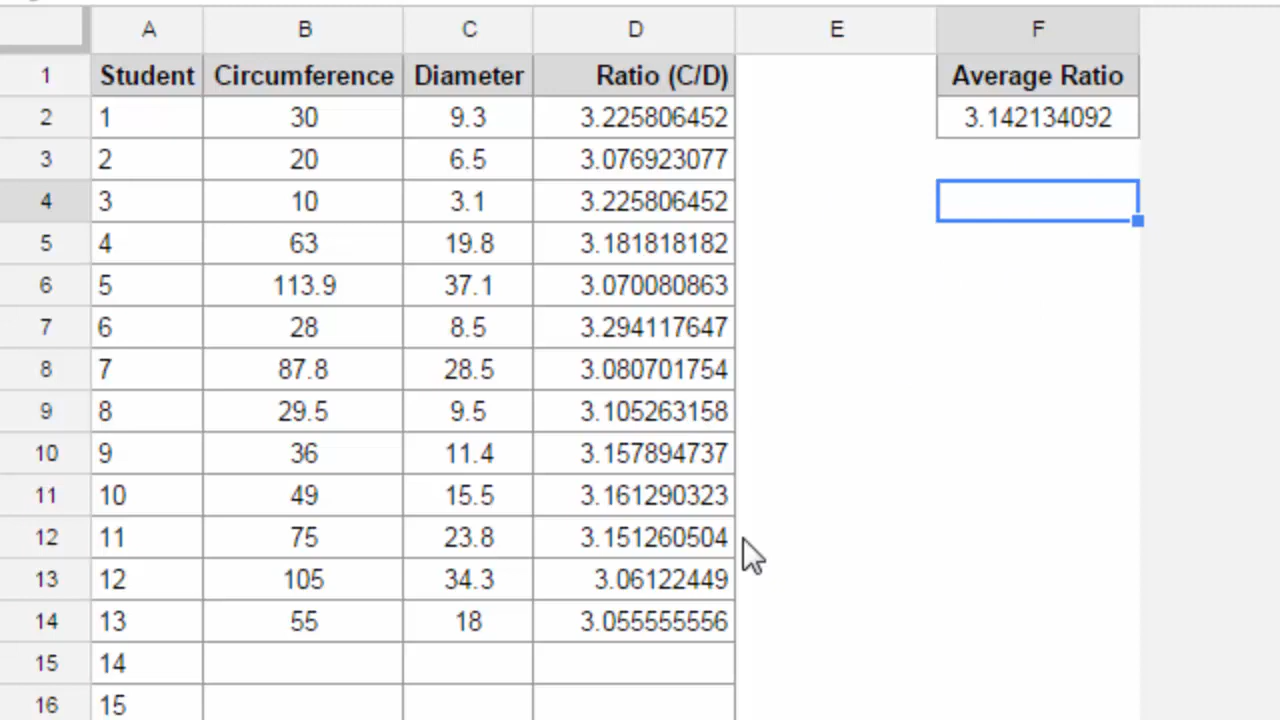 A B C D E F
1 Student Circumference Diameter Ratio (C/D) Average Ratio
2 1 30 9.3 3.225806452 3.142134092
3 2 20 6.5 3.076923077
4 3 10 3.1 3.225806452
5 4 63 19.8 3.181818182
6 5 113.9 37.1 3.070080863
7 6 28 8.5 3.294117647
8 7 87.8 28.5 3.080701754
9 8 29.5 9.5 3.105263158
10 9 36 11.4 3.157894737
11 10 49 15.5 3.161290323
12 11 75 23.8 3.151260504
13 12 105 34.3 3.06122449
14 13 55 18 3.055555556
15 14
16 15